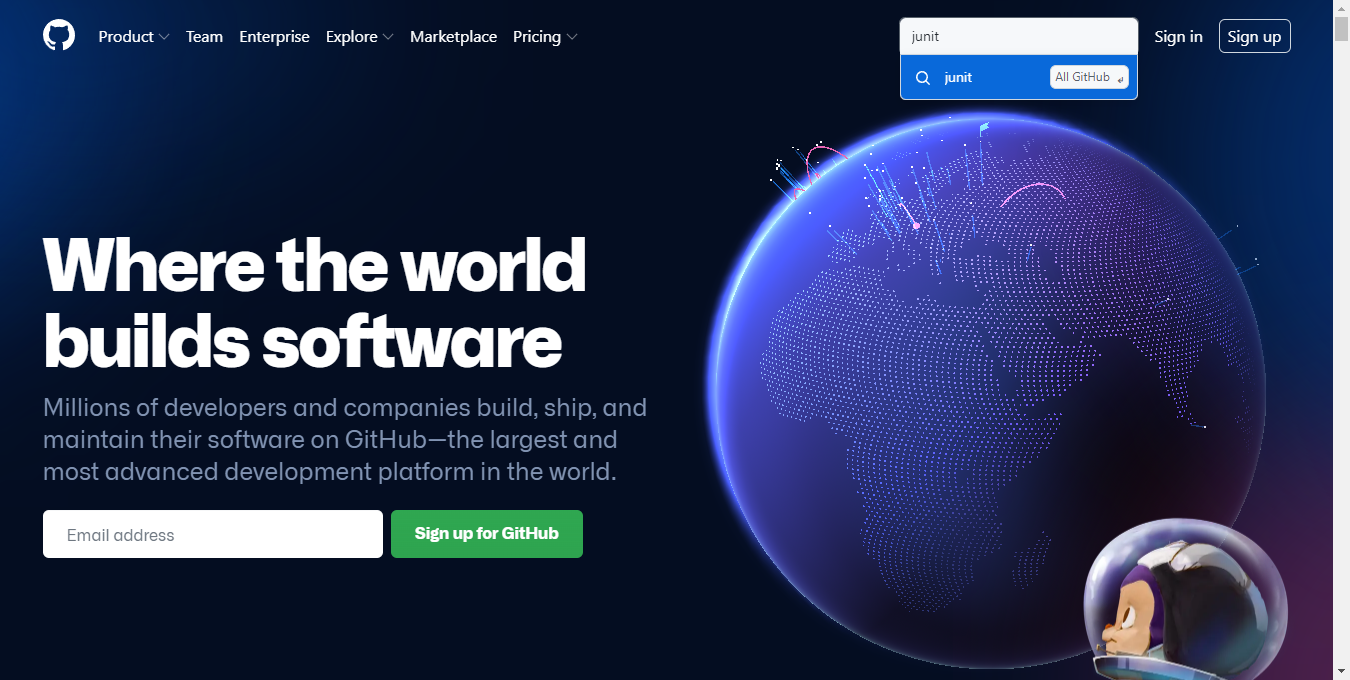 Product Team Enterprise Explore Marketplace Pricing junit Sign in Sign up
junit All GitHub
Where the world
builds software
Millions of developers and companies build, ship, and
maintain their software on GitHub—the largest and
most advanced development platform in the world.
Email address Sign up for GitHub